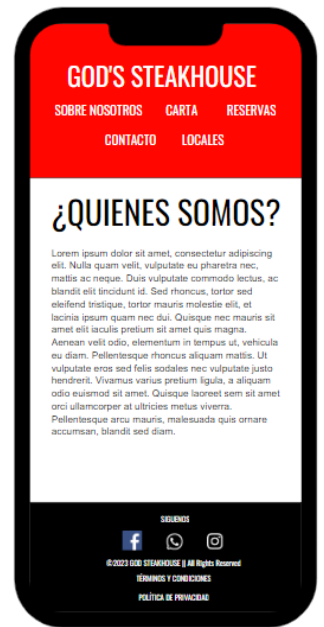 GOD'S STEAKHOUSE
SOBRE NOSOTROS CARTA RESERVAS
CONTACTO LOCALES
¿QUIENES SOMOS?
Lorem ipsum dolor sit amet, consectetur adipiscing
elit. Nulla quam velit, vulputate eu pharetra nec,
mattis ac neque. Duis vulputate commodo lectus, ac
blandit elit tincidunt id. Sed rhoncus, tortor sed
eleifend tristique, tortor mauris molestie elit, et
lacinia ipsum quam nec dui. Quisque nec mauris sit
amet elit iaculis pretium sit amet quis magna.
Aenean velit odio, elementum in tempus ut, vehicula
eu diam. Pellentesque rhoncus aliquam mattis. Ut
vulputate eros sed felis sodales nec vulputate justo
hendrerit. Vivamus varius pretium ligula, a aliquam
odio euismod sit amet. Quisque laoreet sem sit amet
orci ullamcorper at ultricies metus viverra.
Pellentesque arcu mauris, malesuada quis ornare
accumsan, blandit sed diam.
SIGUENOS
©2023 GOD STEAKHOUSE || All Rights Reserved
TÉRMINOS Y CONDICIONES
POLÍTICA DE PRIVACIDAD